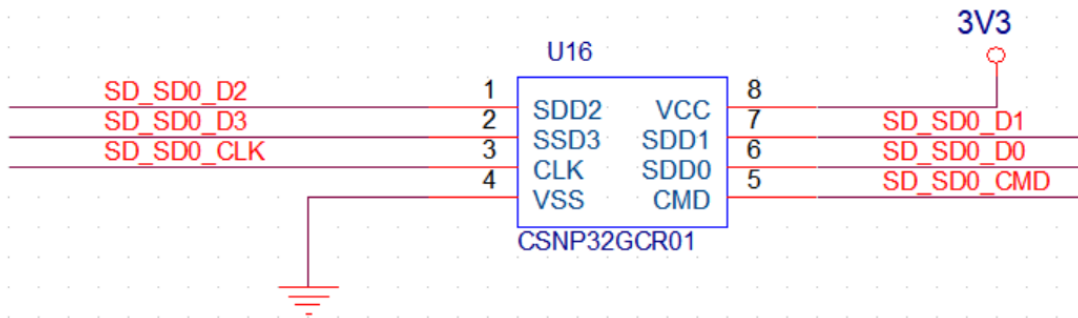 3V3
U16
SD_SD0_D2 1 SDD2 VCC 8
SD_SD0_D3 2 SSD3 SDD1 7 SD_SD0_D1
SD_SD0_CLK 3 CLK SDD0 6 SD_SD0_D0
4 VSS CMD 5 SD_SD0_CMD
CSNP32GCR01